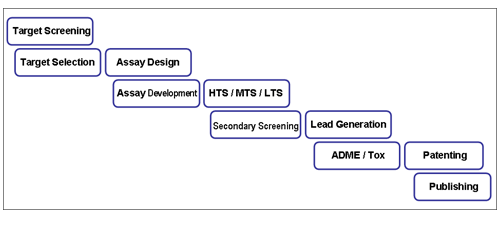 Target Screening
Target Selection
Assay Design
Assay Development
HTS / MTS / LTS
Secondary Screening
Lead Generation
ADME / Tox
Patenting
Publishing